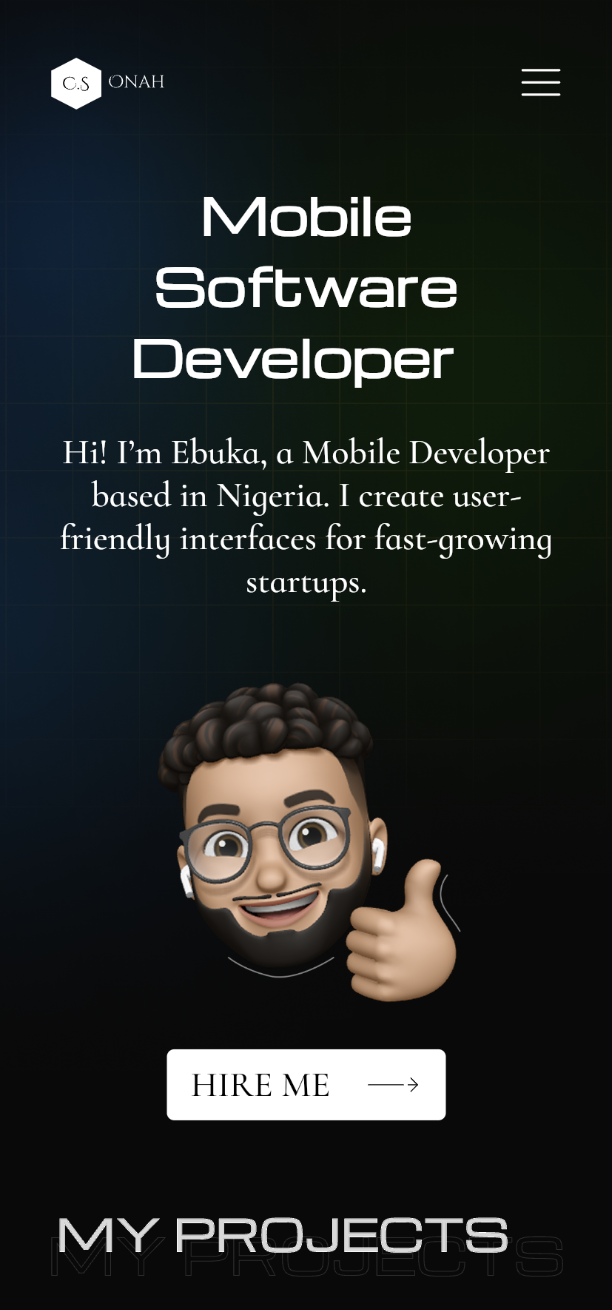 C.S ONAH
Mobile
Software
Developer
Hi! I’m Ebuka, a Mobile Developer
based in Nigeria. I create user-
friendly interfaces for fast-growing
startups.
HIRE ME
MY PROJECTS
MY PROJECTS